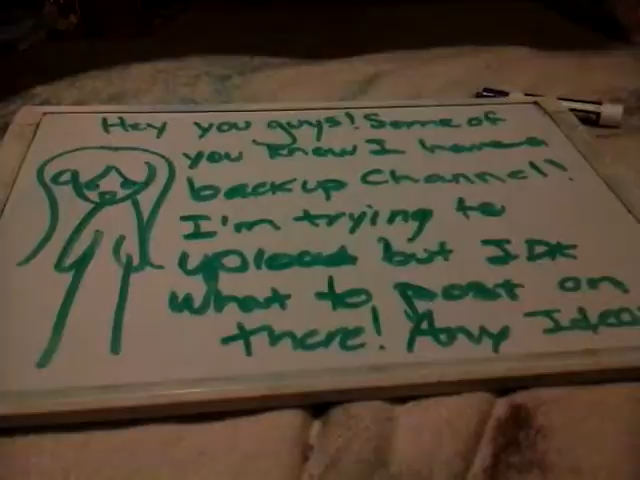 Hey you guys! Some of
you know I have a
backup channel!
I'm trying to
upload but IDK
what to post on
there! Any Ideas